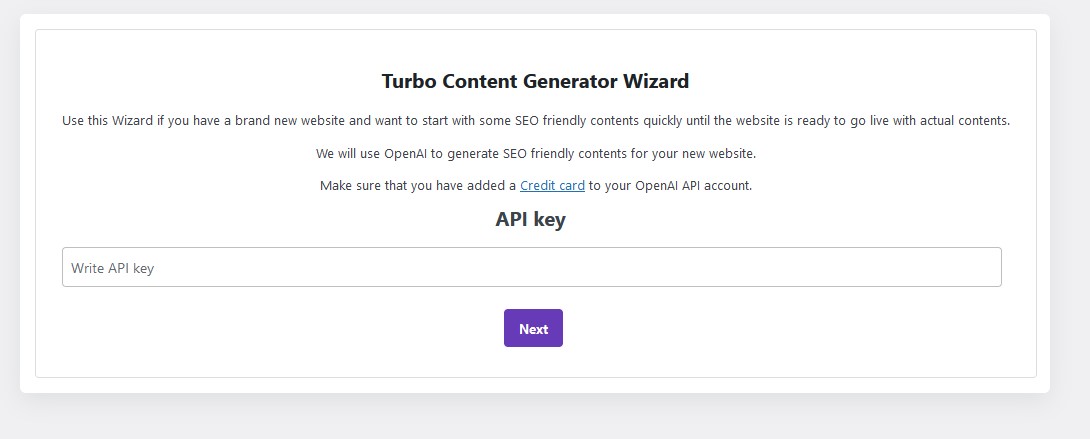 Turbo Content Generator Wizard
Use this Wizard if you have a brand new website and want to start with some SEO friendly contents quickly until the website is ready to go live with actual contents.
We will use OpenAI to generate SEO friendly contents for your new website.
Make sure that you have added a Credit card to your OpenAI API account.
API key
Write API key
Next